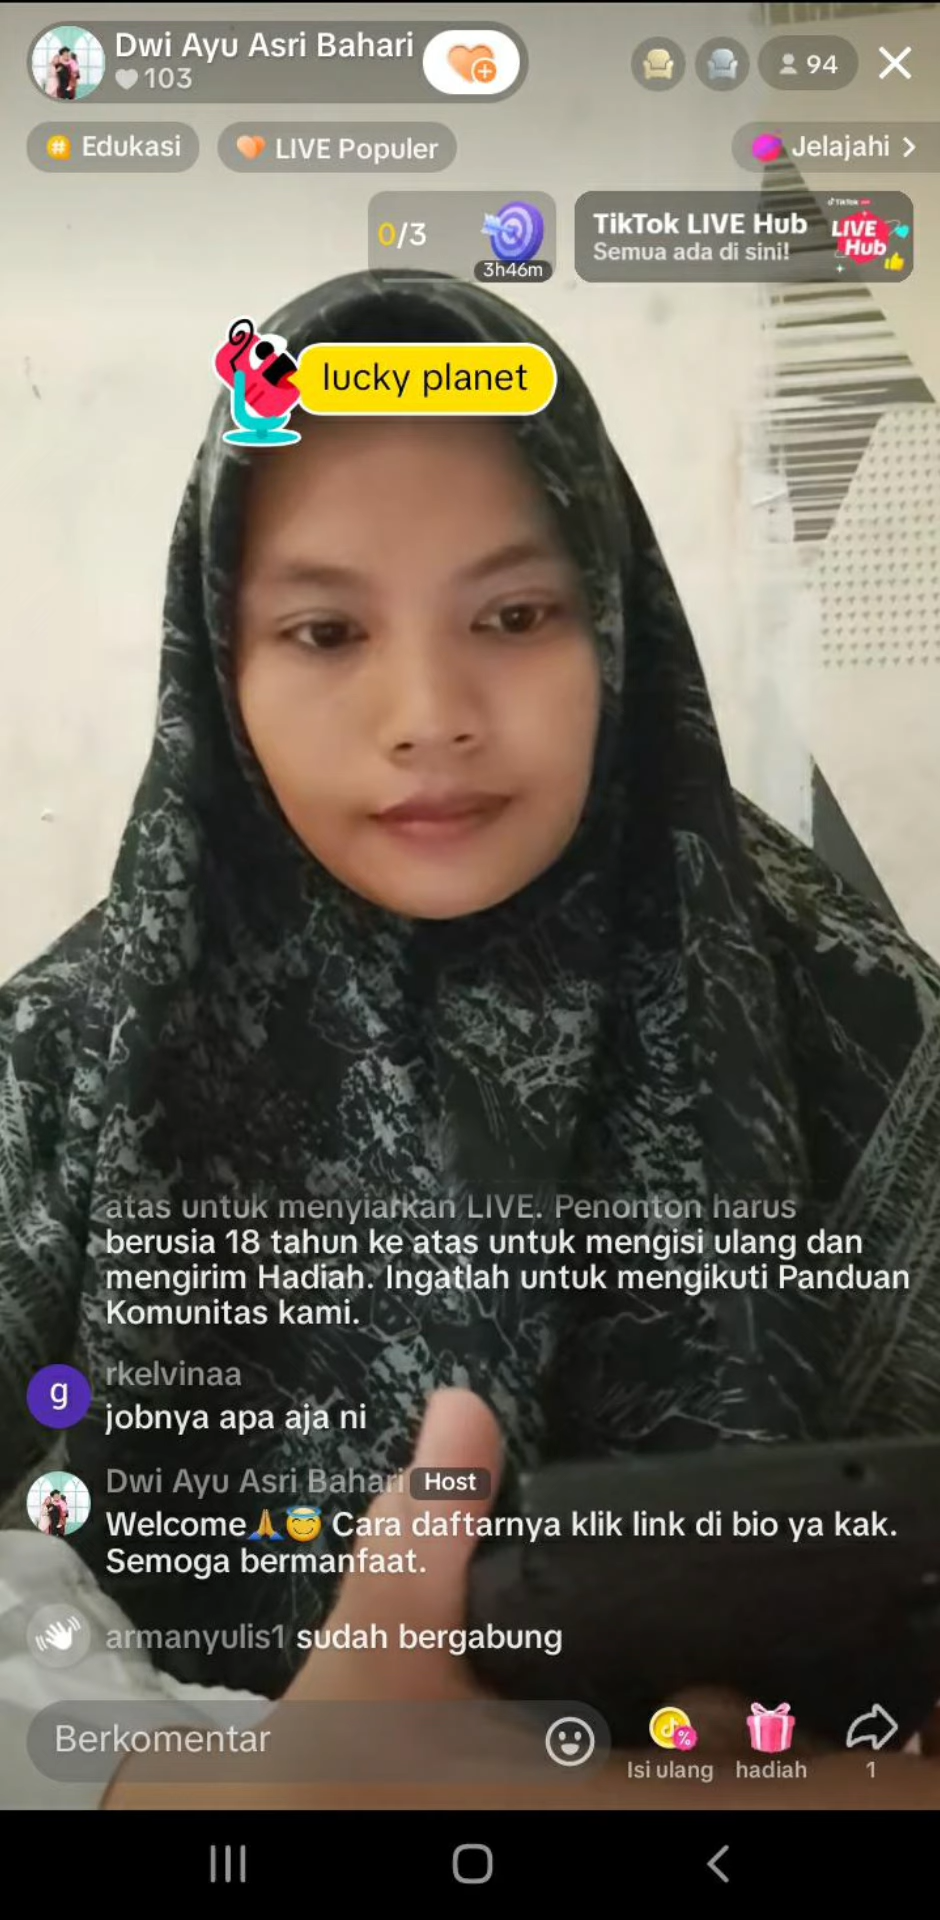 Dwi Ayu Asri Bahari
103
94
Edukasi
LIVE Populer
Jelajahi
0/3
3h46m
TikTok LIVE Hub
Semua ada di sini!
TikTok
LIVE
Hub
lucky planet
atas untuk menyiarkan LIVE. Penonton harus
berusia 18 tahun ke atas untuk mengisi ulang dan
mengirim Hadiah. Ingatlah untuk mengikuti Panduan
Komunitas kami.
g
rkelvinaa
jobnya apa aja ni
Dwi Ayu Asri Bahari Host
Welcome🙏😇 Cara daftarnya klik link di bio ya kak.
Semoga bermanfaat.
armanyulis1 sudah bergabung
Berkomentar
Isi ulang
hadiah
1